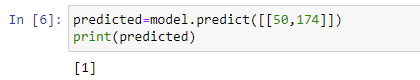 In [6]: predicted=model.predict([[50,174]])
print(predicted)
[1]